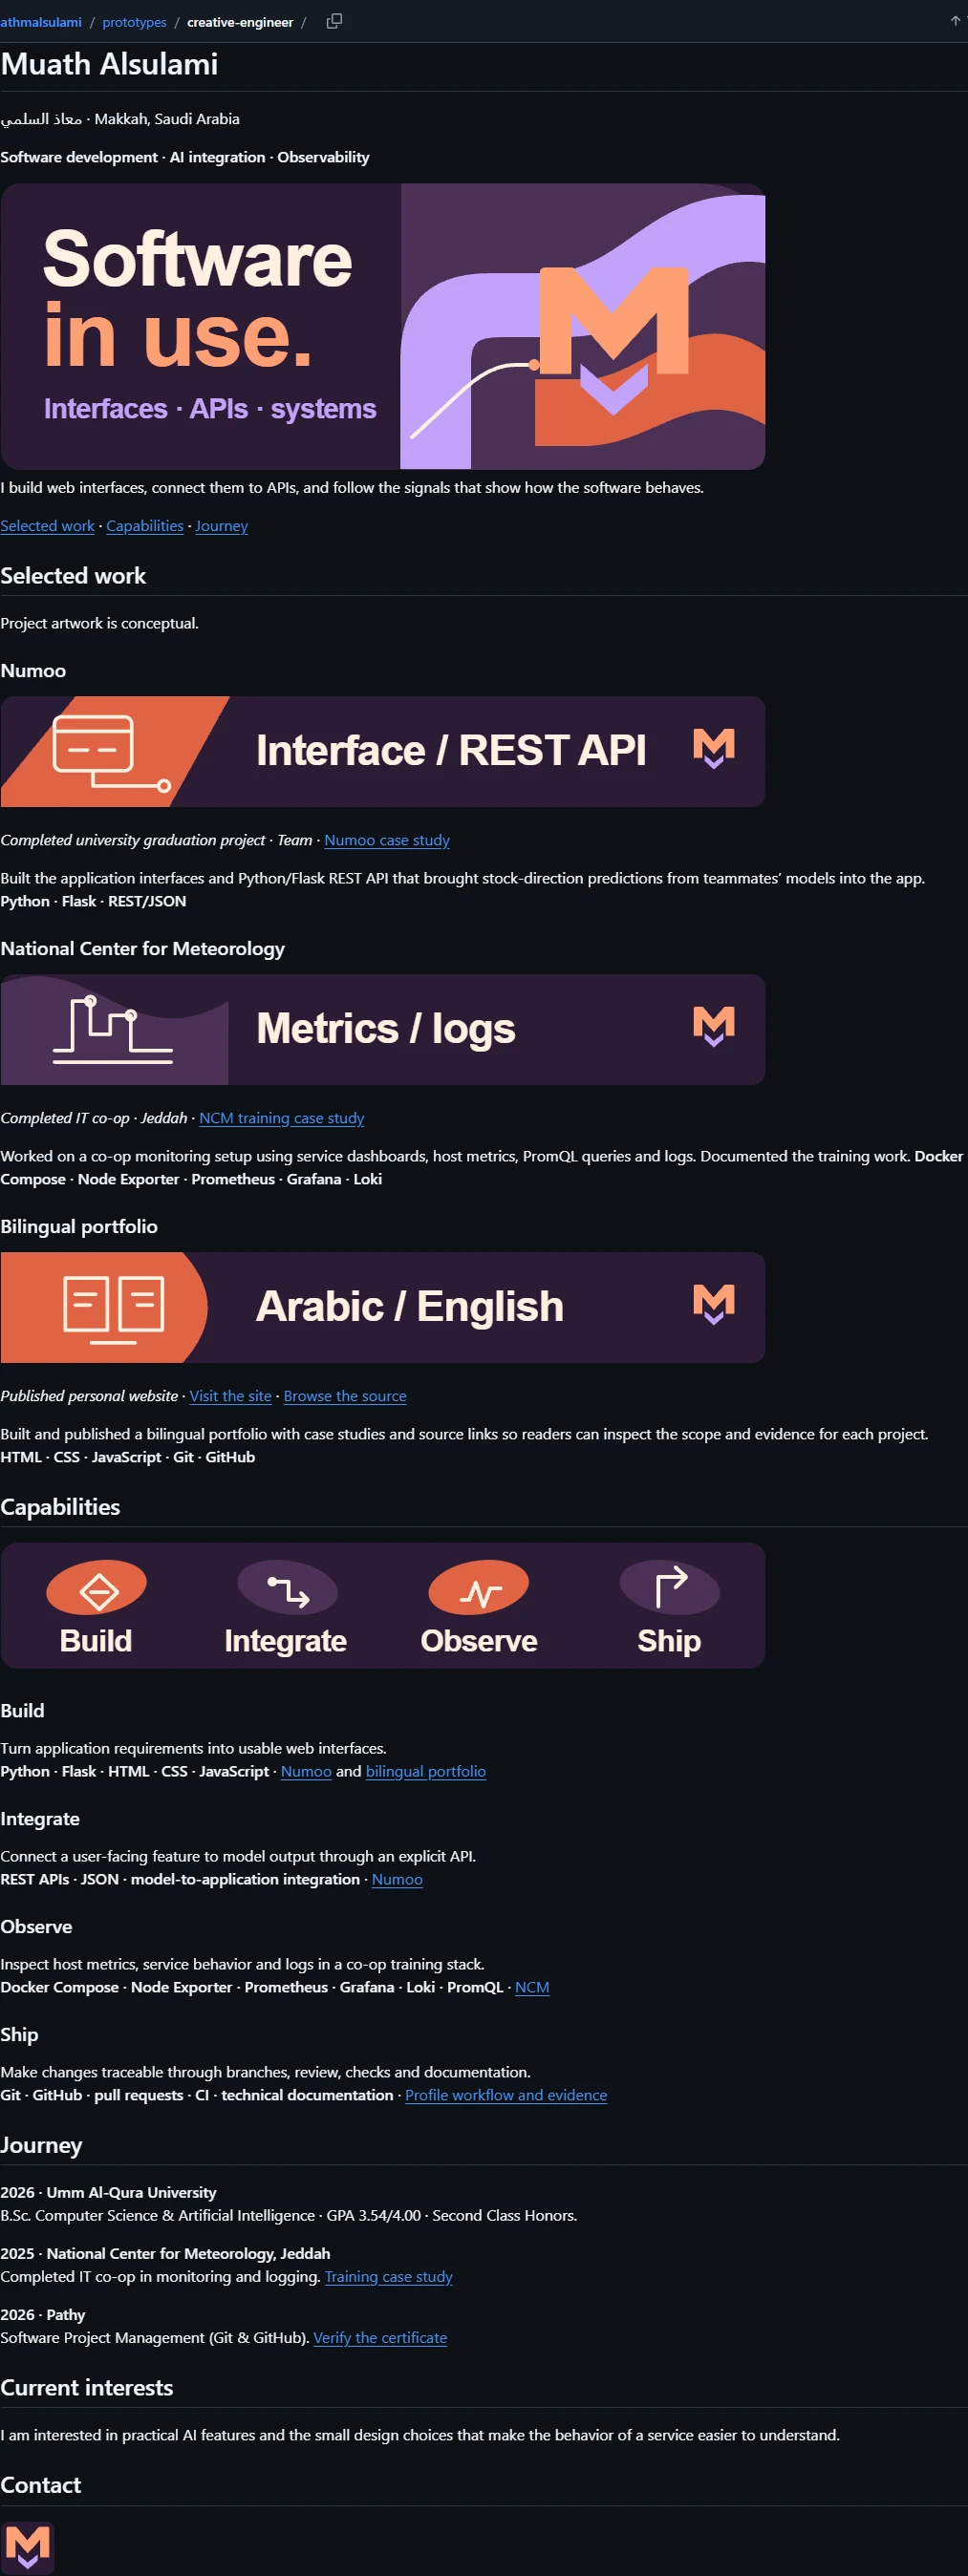 athmalsulami / prototypes / creative-engineer /
Muath Alsulami
معاذ السلمي · Makkah, Saudi Arabia
Software development · AI integration · Observability
Software
in use.
Interfaces · APIs · systems
I build web interfaces, connect them to APIs, and follow the signals that show how the software behaves.
Selected work · Capabilities · Journey
Selected work
Project artwork is conceptual.
Numoo
Interface / REST API
Completed university graduation project · Team · Numoo case study
Built the application interfaces and Python/Flask REST API that brought stock-direction predictions from teammates’ models into the app.
Python · Flask · REST/JSON
National Center for Meteorology
Metrics / logs
Completed IT co-op · Jeddah · NCM training case study
Worked on a co-op monitoring setup using service dashboards, host metrics, PromQL queries and logs. Documented the training work. Docker
Compose · Node Exporter · Prometheus · Grafana · Loki
Bilingual portfolio
Arabic / English
Published personal website · Visit the site · Browse the source
Built and published a bilingual portfolio with case studies and source links so readers can inspect the scope and evidence for each project.
HTML · CSS · JavaScript · Git · GitHub
Capabilities
Build Integrate Observe Ship
Build
Turn application requirements into usable web interfaces.
Python · Flask · HTML · CSS · JavaScript · Numoo and bilingual portfolio
Integrate
Connect a user-facing feature to model output through an explicit API.
REST APIs · JSON · model-to-application integration · Numoo
Observe
Inspect host metrics, service behavior and logs in a co-op training stack.
Docker Compose · Node Exporter · Prometheus · Grafana · Loki · PromQL · NCM
Ship
Make changes traceable through branches, review, checks and documentation.
Git · GitHub · pull requests · CI · technical documentation · Profile workflow and evidence
Journey
2026 · Umm Al-Qura University
B.Sc. Computer Science & Artificial Intelligence · GPA 3.54/4.00 · Second Class Honors.
2025 · National Center for Meteorology, Jeddah
Completed IT co-op in monitoring and logging. Training case study
2026 · Pathy
Software Project Management (Git & GitHub). Verify the certificate
Current interests
I am interested in practical AI features and the small design choices that make the behavior of a service easier to understand.
Contact